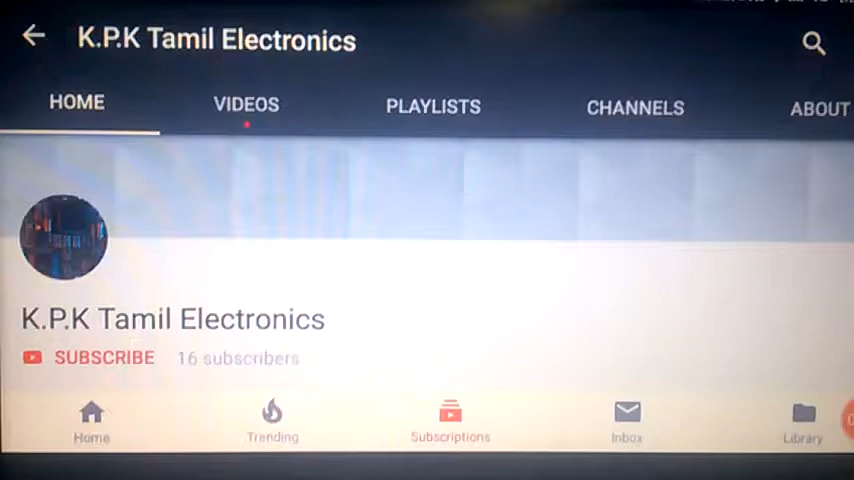 K.P.K Tamil Electronics
HOME VIDEOS PLAYLISTS CHANNELS ABOUT
K.P.K Tamil Electronics
SUBSCRIBE 16 subscribers
Home Trending Subscriptions Inbox Library